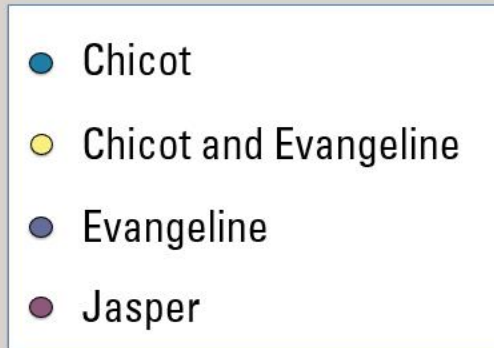 Chicot
Chicot and Evangeline
Evangeline
Jasper